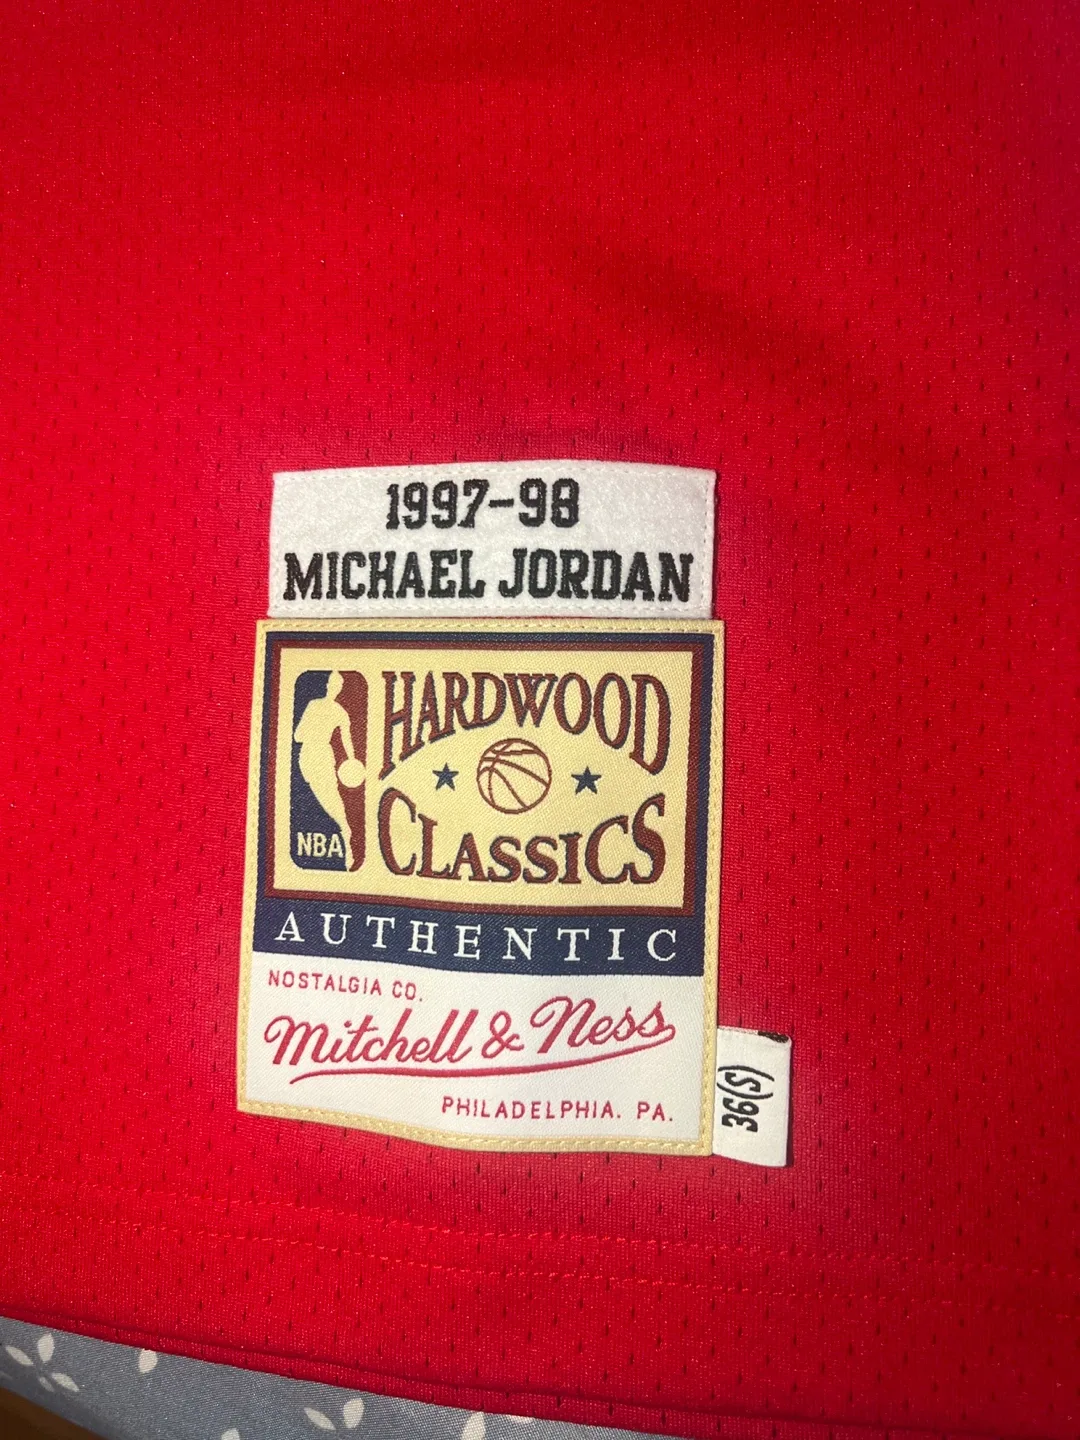 1997-98
MICHAEL JORDAN
HARDWOOD
CLASSICS
NBA
AUTHENTIC
NOSTALGIA CO.
Mitchell & Ness
PHILADELPHIA. PA.
36(S)